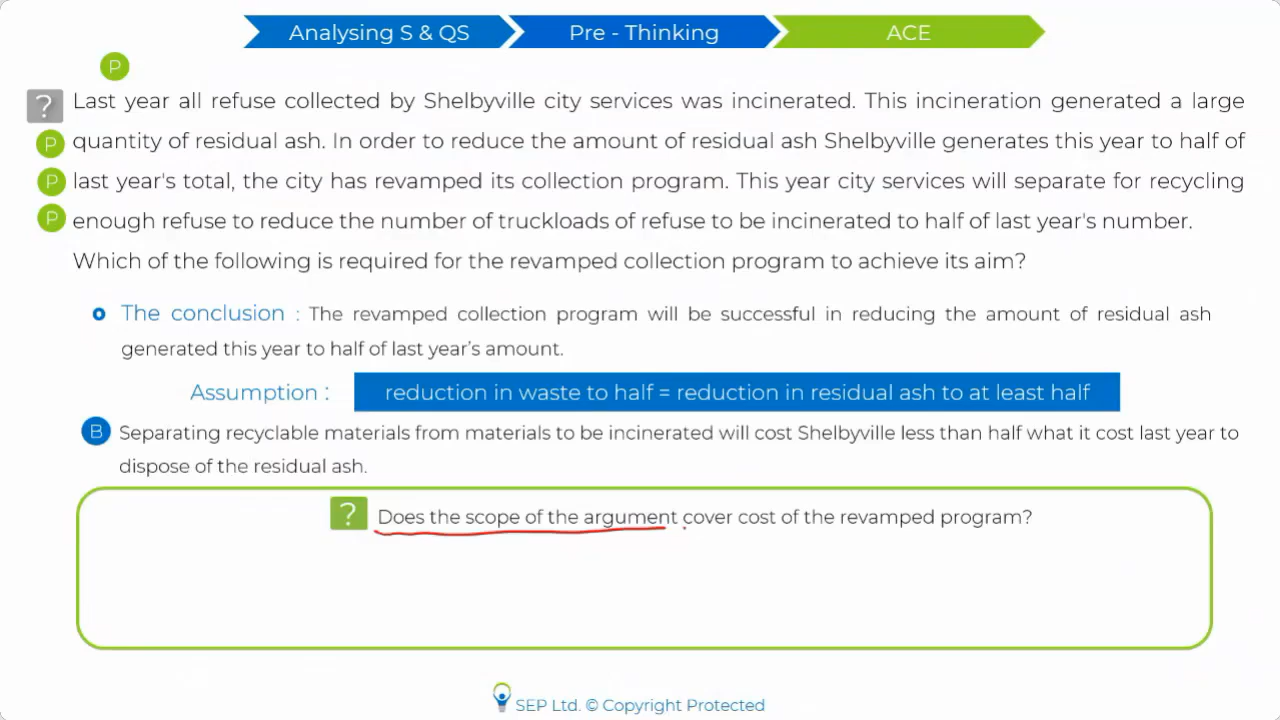 Analysing S & QS
Pre - Thinking
ACE
P
? Last year all refuse collected by Shelbyville city services was incinerated. This incineration generated a large
P quantity of residual ash. In order to reduce the amount of residual ash Shelbyville generates this year to half of
P last year's total, the city has revamped its collection program. This year city services will separate for recycling
P enough refuse to reduce the number of truckloads of refuse to be incinerated to half of last year's number.
Which of the following is required for the revamped collection program to achieve its aim?
The conclusion : The revamped collection program will be successful in reducing the amount of residual ash
generated this year to half of last year's amount.
Assumption : reduction in waste to half = reduction in residual ash to at least half
B Separating recyclable materials from materials to be incinerated will cost Shelbyville less than half what it cost last year to
dispose of the residual ash.
? Does the scope of the argument cover cost of the revamped program?
SEP Ltd. © Copyright Protected